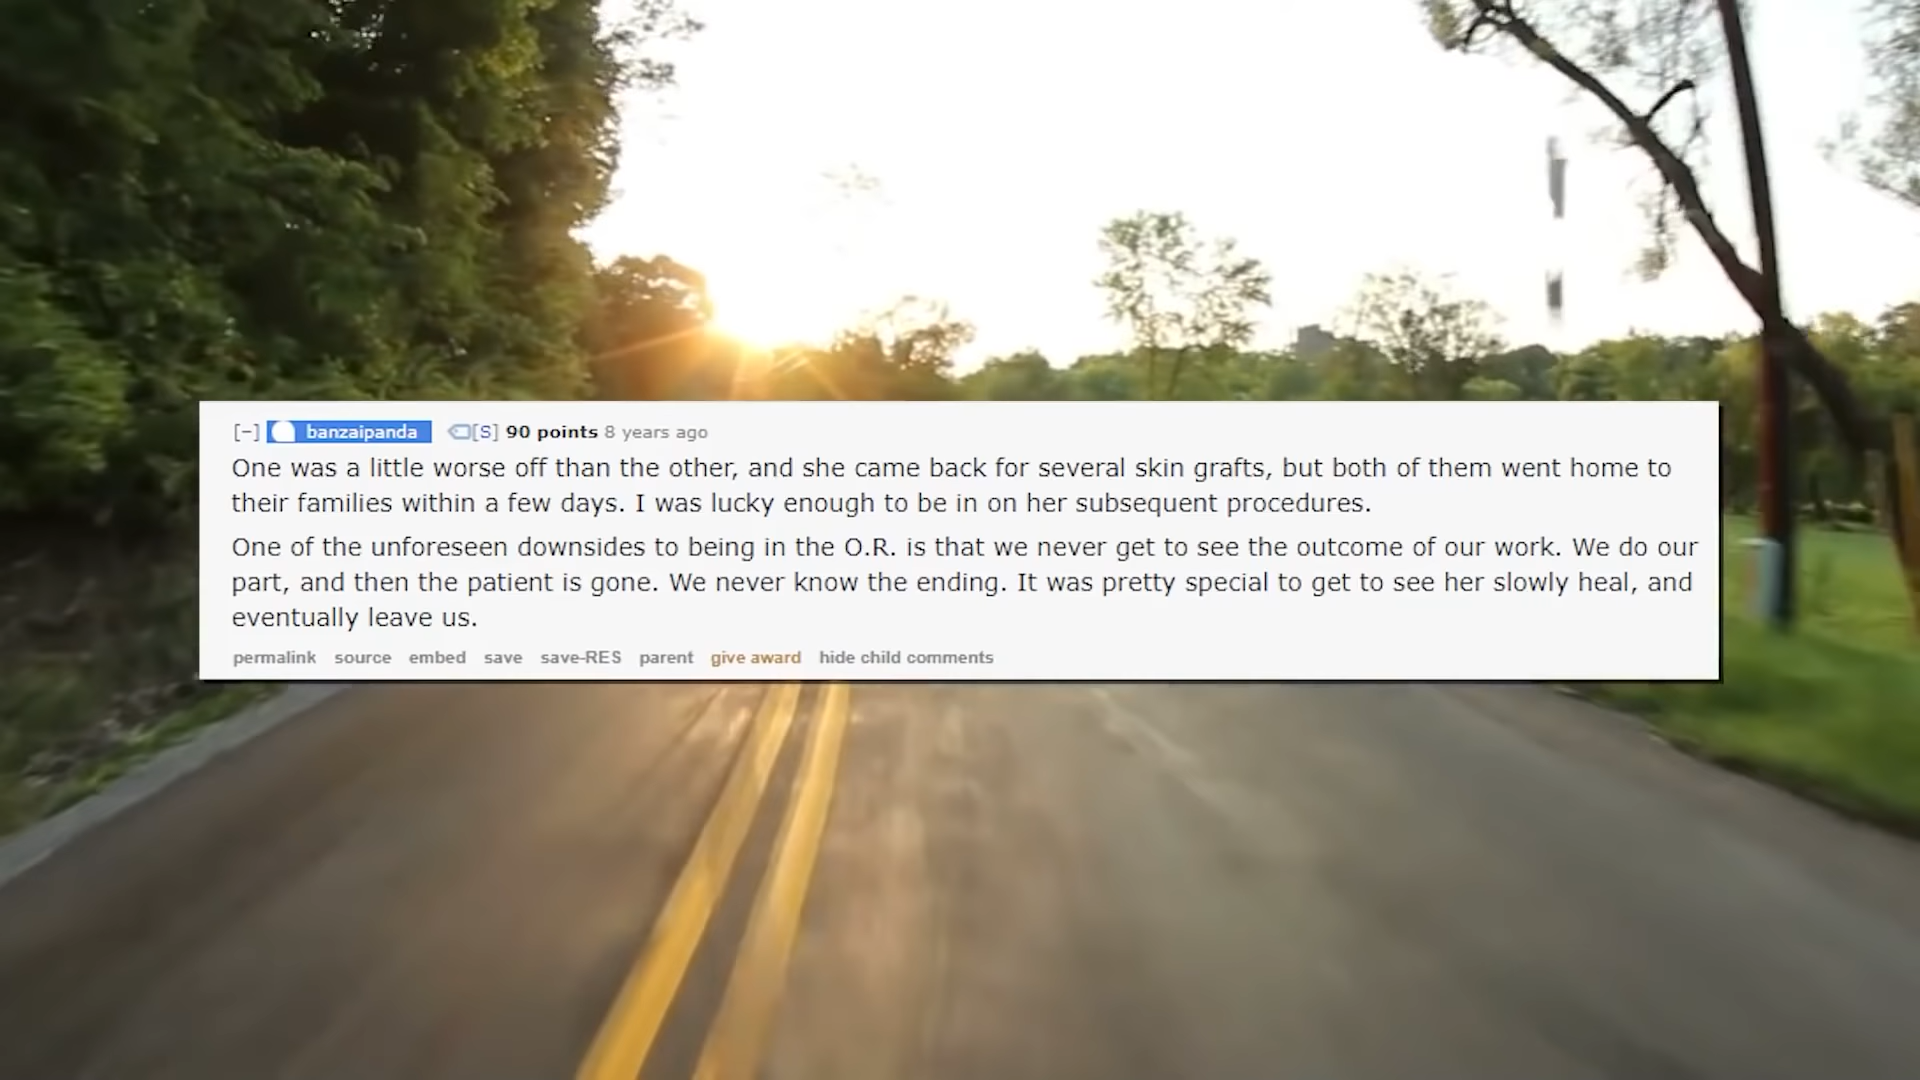 [-] banzaipanda [S] 90 points 8 years ago
One was a little worse off than the other, and she came back for several skin grafts, but both of them went home to
their families within a few days. I was lucky enough to be in on her subsequent procedures.
One of the unforeseen downsides to being in the O.R. is that we never get to see the outcome of our work. We do our
part, and then the patient is gone. We never know the ending. It was pretty special to get to see her slowly heal, and
eventually leave us.
permalink source embed save save-RES parent give award hide child comments